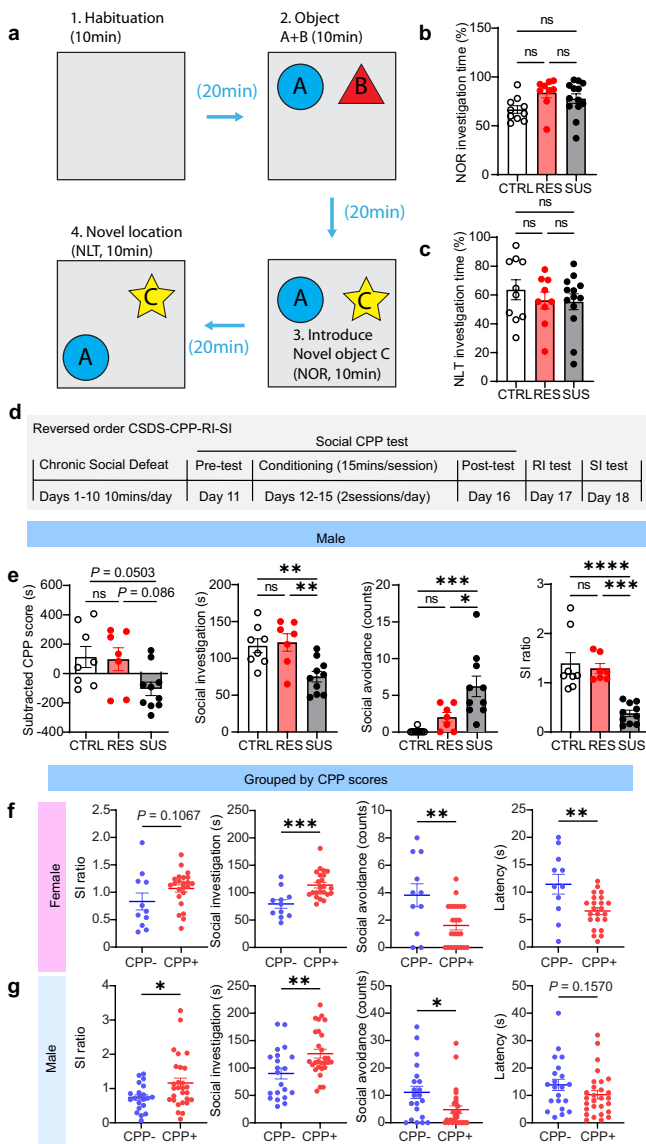 a
1. Habituation
(10min)
2. Object
A+B (10min)
(20min)
A
B
(20min)
4. Novel location
(NLT, 10min)
C
A
(20min)
A
C
3. Introduce
Novel object C
(NOR, 10min)
b
NOR investigation time (%)
150
100
50
ns
ns
ns
CTRL RES SUS
c
NLT investigation time (%)
100
80
60
40
20
0
ns
ns
ns
CTRL RES SUS
d
Reversed order CSDS-CPP-RI-SI
Social CPP test
Chronic Social Defeat
Pre-test
Conditioning (15mins/session)
Post-test
RI test
SI test
Days 1-10 10mins/day
Day 11
Days 12-15 (2sessions/day)
Day 16
Day 17
Day 18
Male
e
Subtracted CPP score (s)
600
400
200
0
-200
-400
P = 0.0503
ns
P = 0.086
CTRL RES SUS
Social investigation (s)
200
150
100
50
0
**
ns
**
CTRL RES SUS
Social avoidance (counts)
20
15
10
5
0
***
ns
*
CTRL RES SUS
SI ratio
3
2
1
0
****
ns
***
CTRL RES SUS
Grouped by CPP scores
f
Female
SI ratio
2.0
1.5
1.0
0.5
0.0
P = 0.1067
CPP- CPP+
Social investigation (s)
250
200
150
100
50
0
***
CPP- CPP+
Social avoidance (counts)
10
8
6
4
2
0
**
CPP- CPP+
Latency (s)
25
20
15
10
5
0
**
CPP- CPP+
g
Male
SI ratio
4
3
2
1
0
*
CPP- CPP+
Social investigation (s)
250
200
150
100
50
0
**
CPP- CPP+
Social avoidance (counts)
40
30
20
10
0
*
CPP- CPP+
Latency (s)
50
40
30
20
10
0
P = 0.1570
CPP- CPP+